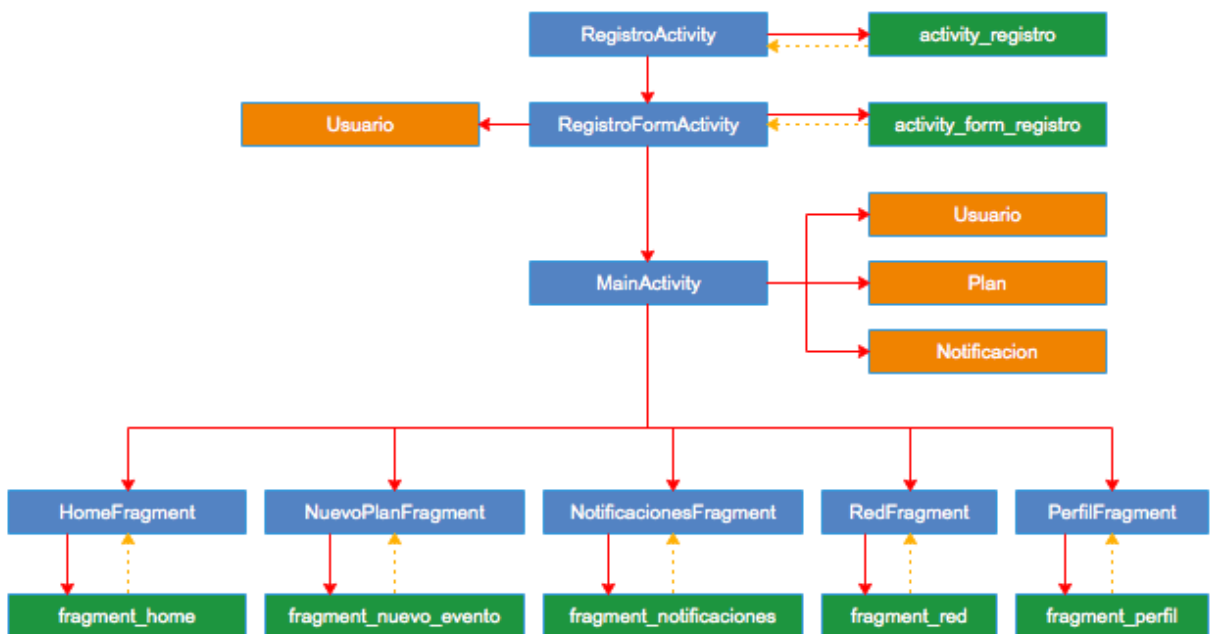 RegistroActivity
activity_registro
Usuario
RegistroFormActivity
activity_form_registro
Usuario
MainActivity
Plan
Notificacion
HomeFragment
NuevoPlanFragment
NotificacionesFragment
RedFragment
PerfilFragment
fragment_home
fragment_nuevo_evento
fragment_notificaciones
fragment_red
fragment_perfil